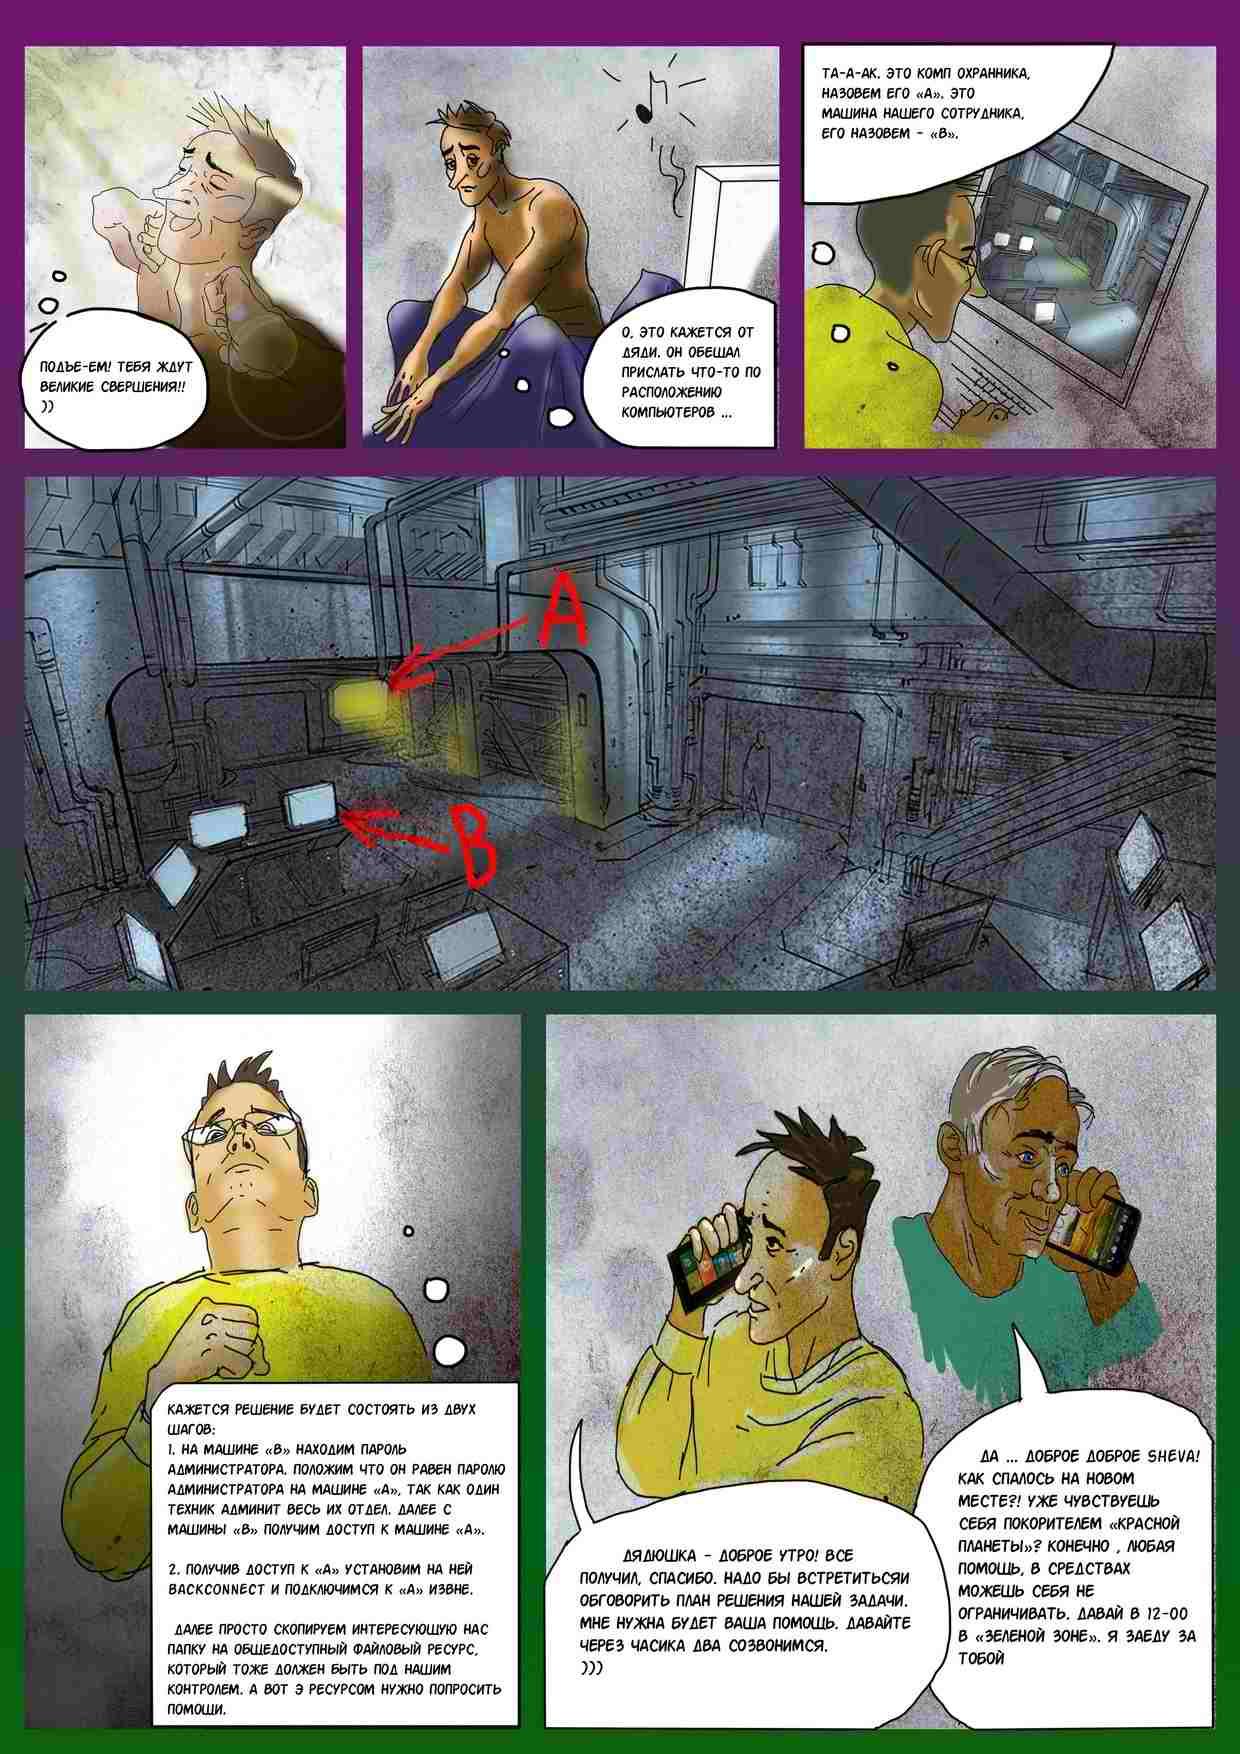 ПОДЪЕ-ЕМ! ТЕБЯ ЖДУТ
ВЕЛИКИЕ СВЕРШЕНИЯ!!
))
О, ЭТО КАЖЕТСЯ ОТ
ДЯДИ. ОН ОБЕЩАЛ
ПРИСЛАТЬ ЧТО-ТО ПО
РАСПОЛОЖЕНИЮ
КОМПЬЮТЕРОВ ...
ТА-А-АК. ЭТО КОМП ОХРАННИКА,
НАЗОВЕМ ЕГО «А». ЭТО
МАШИНА НАШЕГО СОТРУДНИКА,
ЕГО НАЗОВЕМ - «В».
A
B
КАЖЕТСЯ РЕШЕНИЕ БУДЕТ СОСТОЯТЬ ИЗ ДВУХ
ШАГОВ:
1. НА МАШИНЕ «В» НАХОДИМ ПАРОЛЬ
АДМИНИСТРАТОРА. ПОЛОЖИМ ЧТО ОН РАВЕН ПАРОЛЮ
АДМИНИСТРАТОРА НА МАШИНЕ «А», ТАК КАК ОДИН
ТЕХНИК АДМИНИТ ВЕСЬ ИХ ОТДЕЛ. ДАЛЕЕ С
МАШИНЫ «В» ПОЛУЧИМ ДОСТУП К МАШИНЕ «А».
2. ПОЛУЧИВ ДОСТУП К «А» УСТАНОВИМ НА НЕЙ
BACKCONNECT И ПОДКЛЮЧИМСЯ К «А» ИЗВНЕ.
ДАЛЕЕ ПРОСТО СКОПИРУЕМ ИНТЕРЕСУЮЩУЮ НАС
ПАПКУ НА ОБЩЕДОСТУПНЫЙ ФАЙЛОВЫЙ РЕСУРС,
КОТОРЫЙ ТОЖЕ ДОЛЖЕН БЫТЬ ПОД НАШИМ
КОНТРОЛЕМ. А ВОТ Э РЕСУРСОМ НУЖНО ПОПРОСИТЬ
ПОМОЩИ.
ДЯДЮШКА - ДОБРОЕ УТРО! ВСЕ
ПОЛУЧИЛ, СПАСИБО. НАДО БЫ ВСТРЕТИТЬСЯИ
ОБГОВОРИТЬ ПЛАН РЕШЕНИЯ НАШЕЙ ЗАДАЧИ.
МНЕ НУЖНА БУДЕТ ВАША ПОМОЩЬ. ДАВАЙТЕ
ЧЕРЕЗ ЧАСИКА ДВА СОЗВОНИМСЯ.
)))
ДА ... ДОБРОЕ ДОБРОЕ SHEVA!
КАК СПАЛОСЬ НА НОВОМ
МЕСТЕ?! УЖЕ ЧУВСТВУЕШЬ
СЕБЯ ПОКОРИТЕЛЕМ «КРАСНОЙ
ПЛАНЕТЫ»? КОНЕЧНО , ЛЮБАЯ
ПОМОЩЬ, В СРЕДСТВАХ
МОЖЕШЬ СЕБЯ НЕ
ОГРАНИЧИВАТЬ. ДАВАЙ В 12-00
В «ЗЕЛЕНОЙ ЗОНЕ». Я ЗАЕДУ ЗА
ТОБОЙ